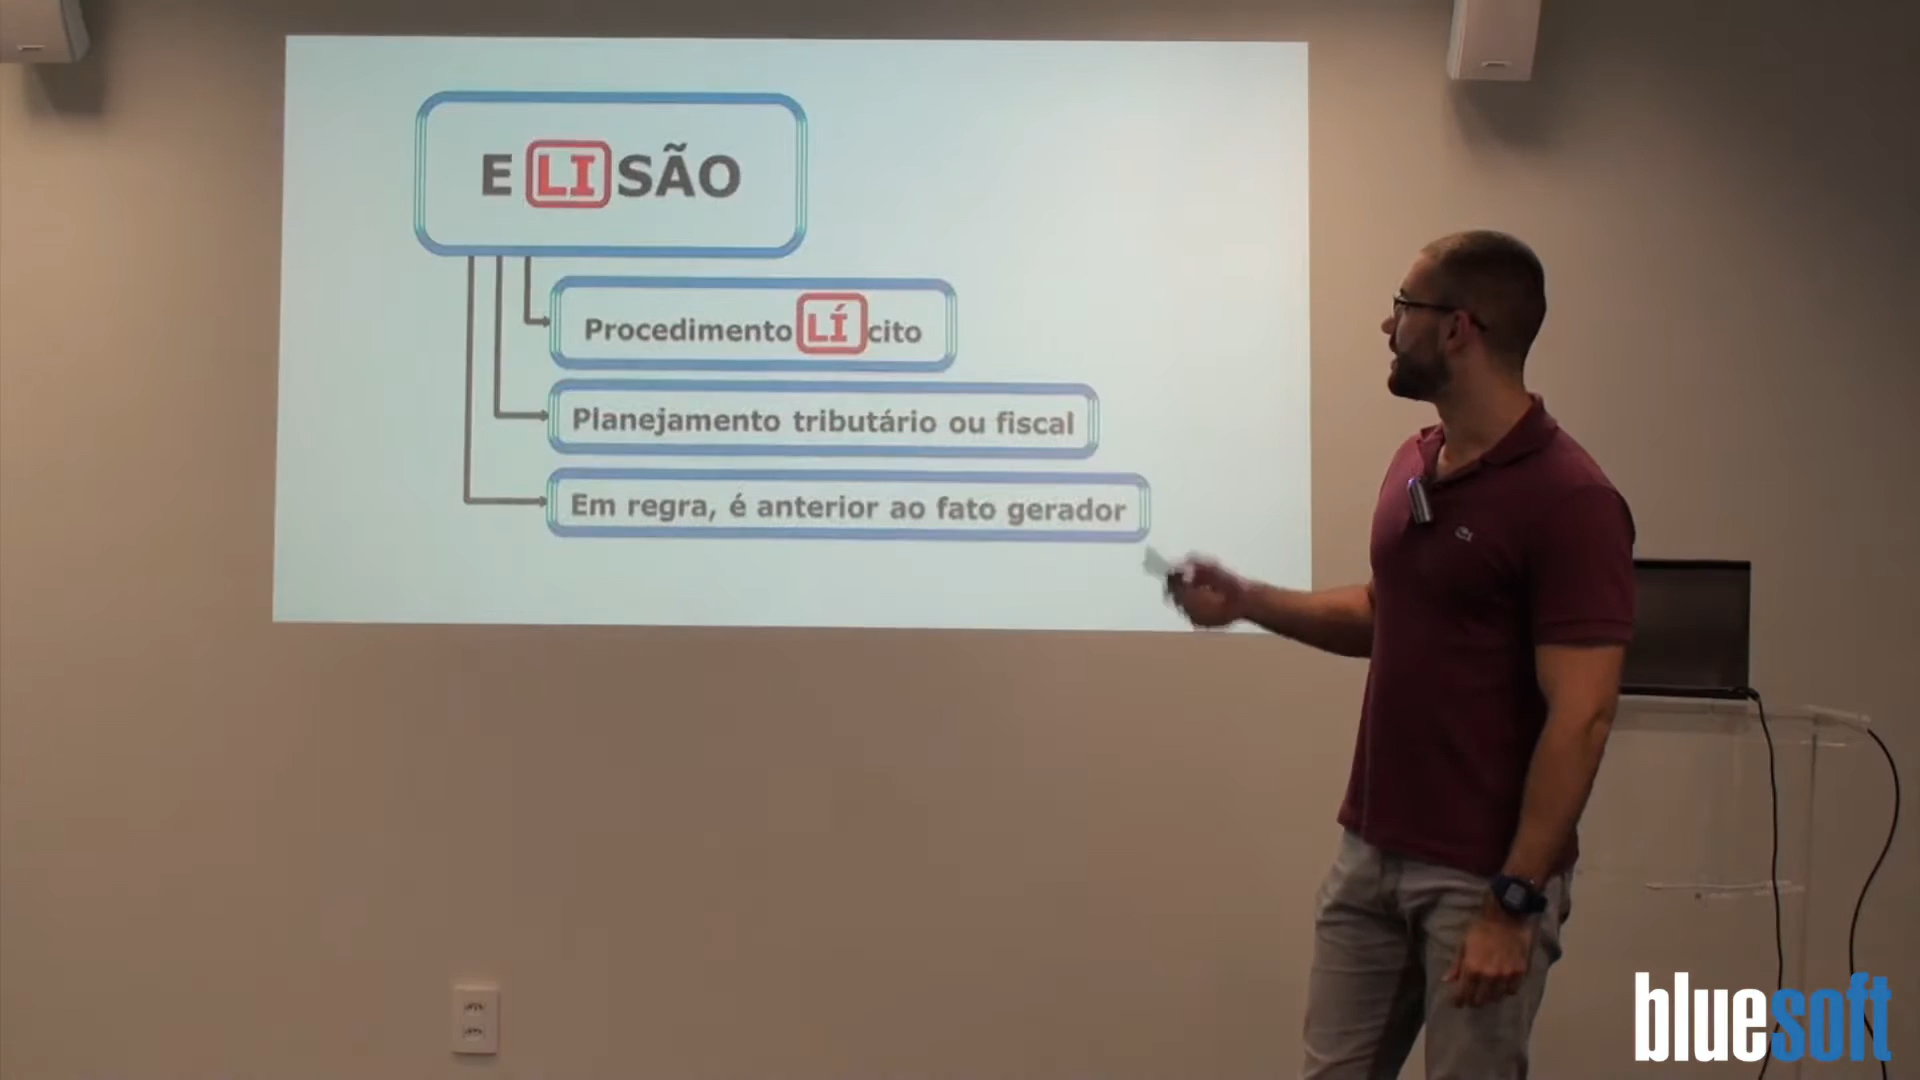 ELISÃO
Procedimento LÍcito
Planejamento tributário ou fiscal
Em regra, é anterior ao fato gerador
bluesoft